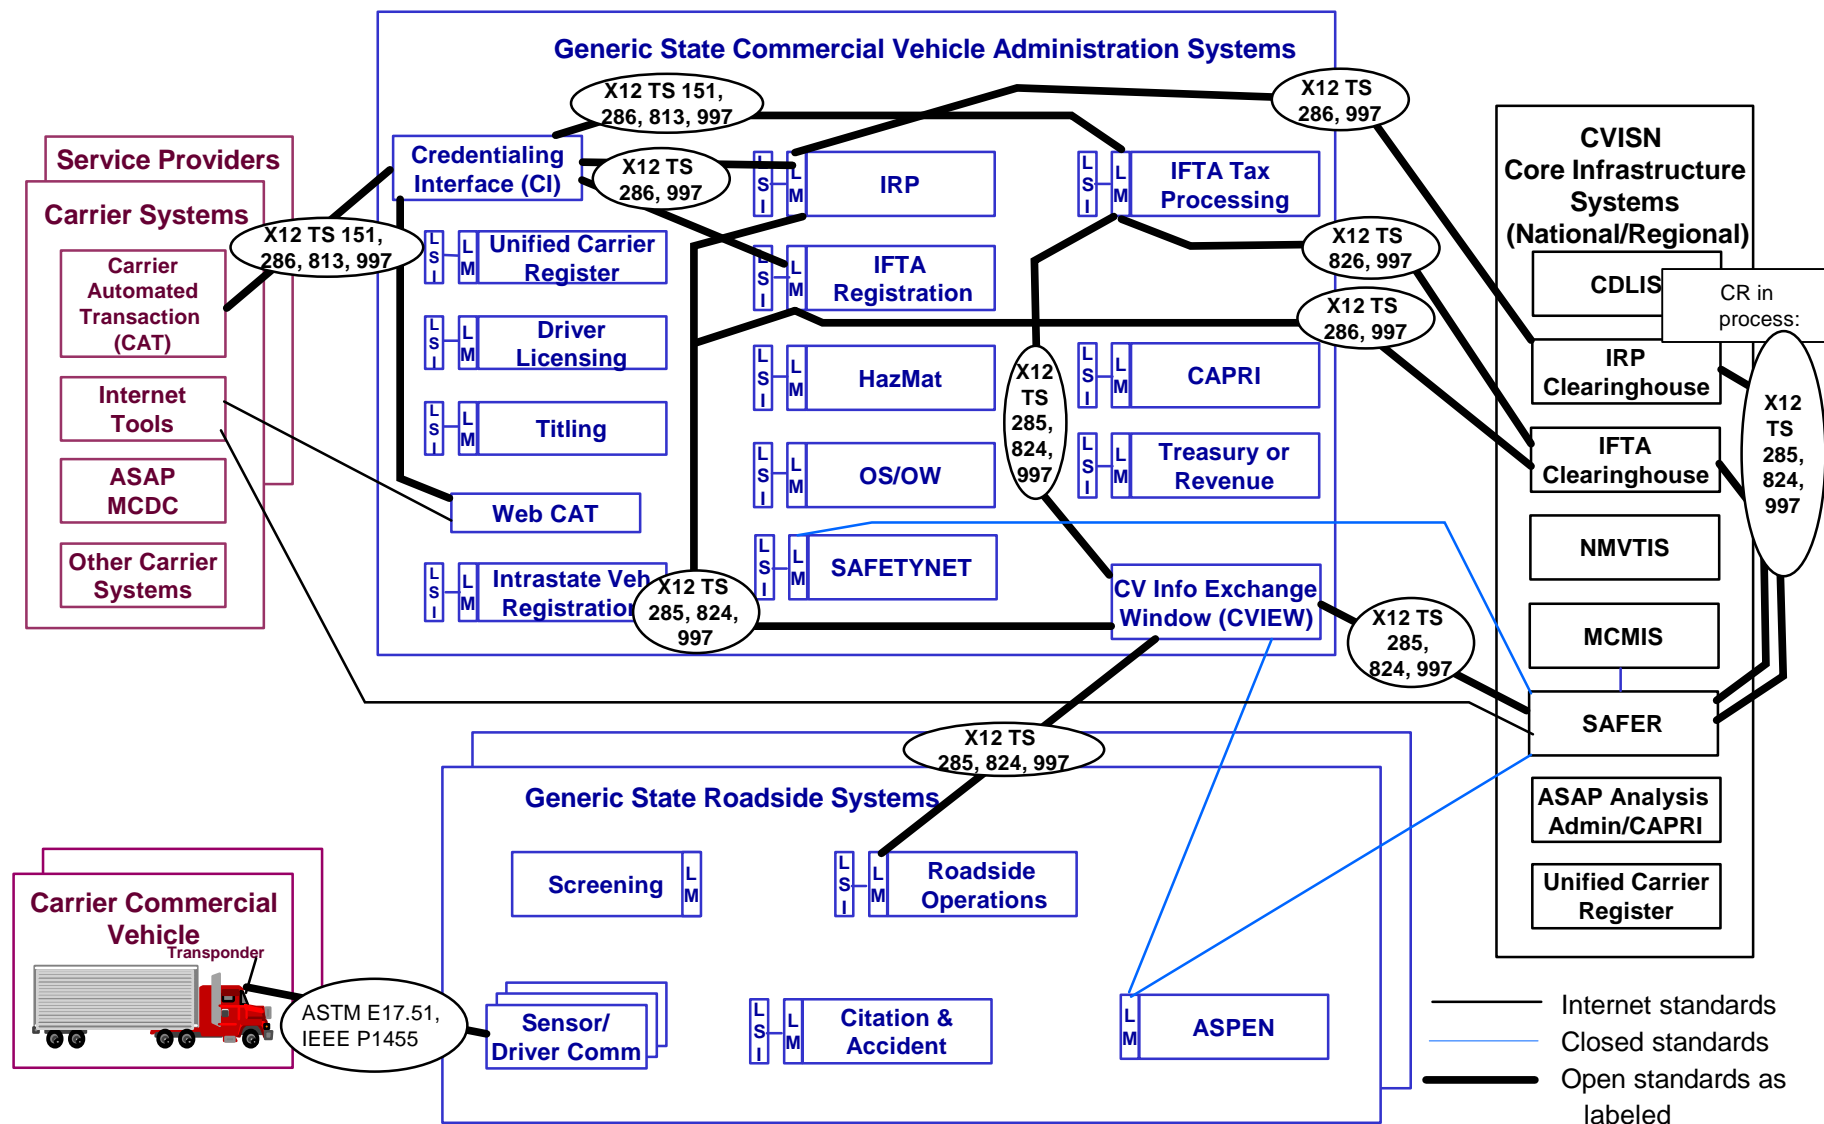 Generic State Commercial Vehicle Administration Systems
X12 TS 151,
286, 813, 997
X12 TS
286, 997
Service Providers
Carrier Systems
Carrier
Automated
Transaction
(CAT)
Internet
Tools
ASAP
MCDC
Other Carrier
Systems
X12 TS 151,
286, 813, 997
Credentialing
Interface (CI)
X12 TS
286, 997
L
S
I
L
M
Unified Carrier
Register
L
S
I
L
M
Driver
Licensing
L
S
I
L
M
Titling
Web CAT
L
S
I
L
M
Intrastate Veh
Registration
X12 TS
285, 824,
997
L
S
I
L
M
IRP
L
S
I
L
M
IFTA
Registration
L
S
I
L
M
HazMat
L
S
I
L
M
OS/OW
L
S
I
L
M
SAFETYNET
L
S
I
L
M
IFTA Tax
Processing
X12
TS
285,
824,
997
L
S
I
L
M
CAPRI
L
S
I
L
M
Treasury or
Revenue
CV Info Exchange
Window (CVIEW)
X12 TS
826, 997
X12 TS
286, 997
X12 TS
285,
824, 997
CVISN
Core Infrastructure
Systems
(National/Regional)
CDLIS
CR in
process:
IRP
Clearinghouse
IFTA
Clearinghouse
X12
TS
285,
824,
997
NMVTIS
MCMIS
SAFER
ASAP Analysis
Admin/CAPRI
Unified Carrier
Register
X12 TS
285, 824, 997
Generic State Roadside Systems
Screening
L
M
L
S
I
L
M
Roadside
Operations
Sensor/
Driver Comm
L
S
I
L
M
Citation &
Accident
L
M
ASPEN
Carrier Commercial
Vehicle
Transponder
ASTM E17.51,
IEEE P1455
Internet standards
Closed standards
Open standards as
labeled